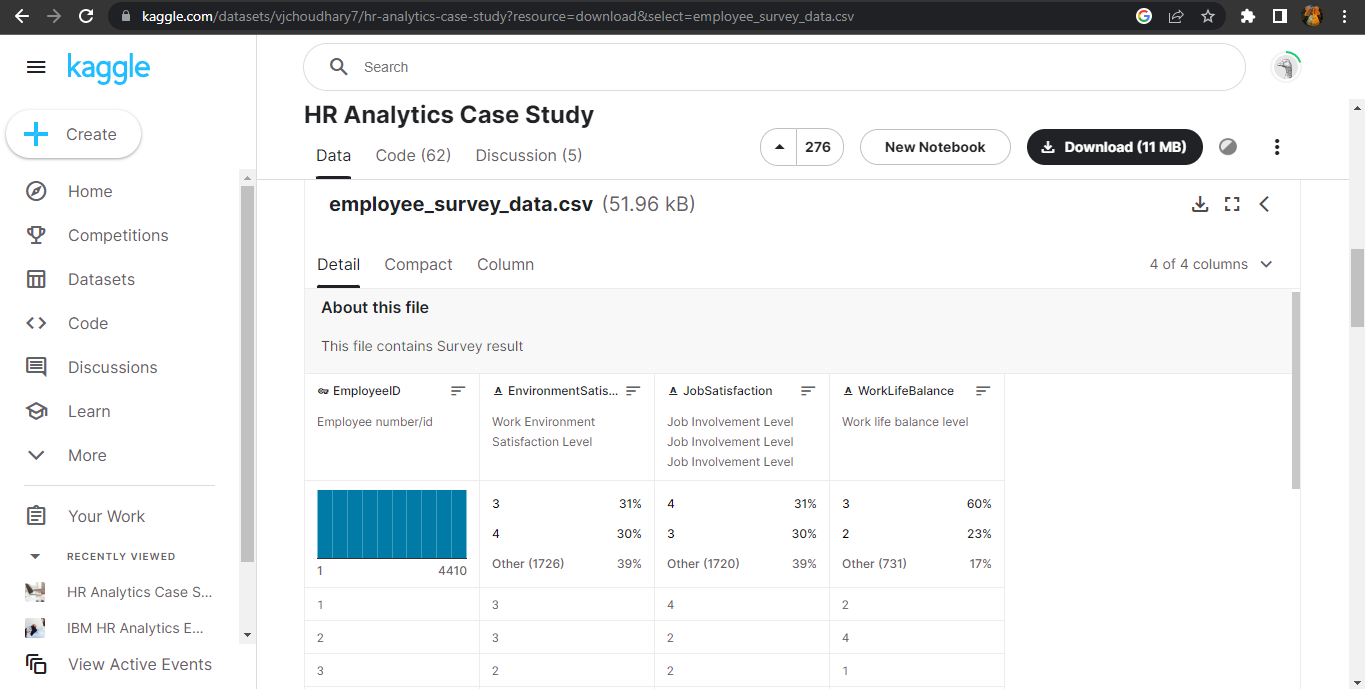 kaggle.com/datasets/vjchoudhary7/hr-analytics-case-study?resource=download&select=employee_survey_data.csv
kaggle
Search
Create
Home
Competitions
Datasets
Code
Discussions
Learn
More
Your Work
RECENTLY VIEWED
HR Analytics Case S...
IBM HR Analytics E...
View Active Events
HR Analytics Case Study
Data Code (62) Discussion (5)
276 New Notebook Download (11 MB)
employee_survey_data.csv (51.96 kB)
Detail Compact Column 4 of 4 columns
About this file
This file contains Survey result
EmployeeID A EnvironmentSatis... A JobSatisfaction A WorkLifeBalance
Employee number/id Work Environment Job Involvement Level Work life balance level
Satisfaction Level Job Involvement Level
Job Involvement Level
3 31% 4 31% 3 60%
4 30% 3 30% 2 23%
1 4410 Other (1726) 39% Other (1720) 39% Other (731) 17%
1 3 4 2
2 3 2 4
3 2 2 1